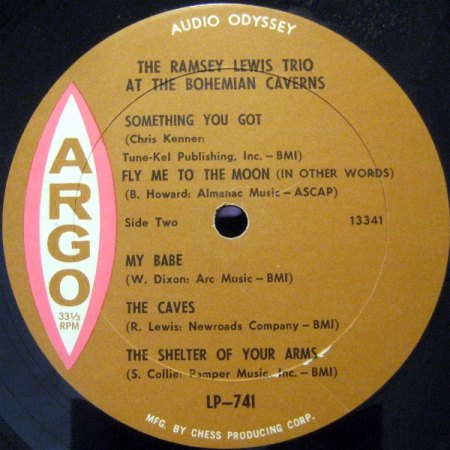 AUDIO ODYSSEY
THE RAMSEY LEWIS TRIO
AT THE BOHEMIAN CAVERNS
SOMETHING YOU GOT
(Chris Kenner:
Tune-Kel Publishing, Inc. – BMI)
FLY ME TO THE MOON (IN OTHER WORDS)
(B. Howard: Almanac Music – ASCAP)
Side Two 13341
ARGO
33⅓
RPM
MY BABE
(W. Dixon: Arc Music – BMI)
THE CAVES
(R. Lewis: Newroads Company – BMI)
THE SHELTER OF YOUR ARMS
(S. Collie: Pamper Music, Inc. – BMI)
LP–741
MFG. BY CHESS PRODUCING CORP.